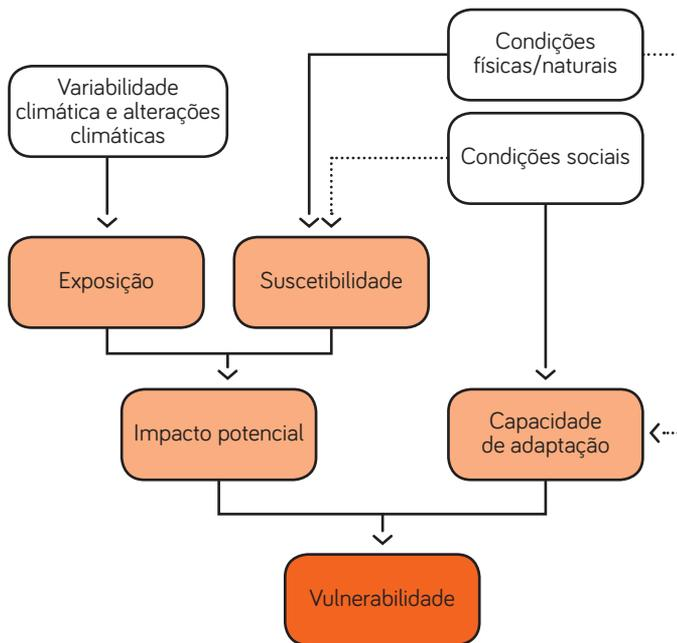 Condições
físicas/naturais
Variabilidade
climática e alterações
climáticas
Condições sociais
Exposição
Suscetibilidade
Impacto potencial
Capacidade
de adaptação
Vulnerabilidade